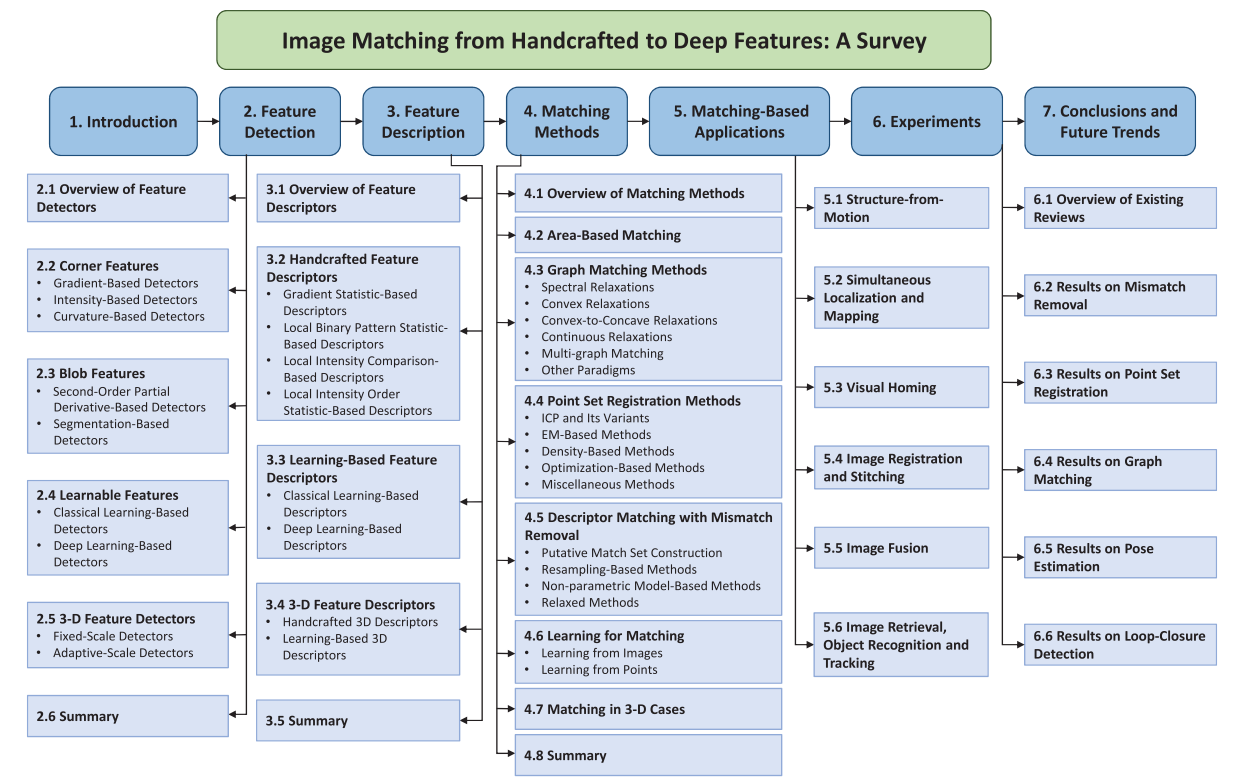 Image Matching from Handcrafted to Deep Features: A Survey
1. Introduction
2. Feature
Detection
3. Feature
Description
4. Matching
Methods
5. Matching-Based
Applications
6. Experiments
7. Conclusions and
Future Trends
2.1 Overview of Feature
Detectors
2.2 Corner Features
• Gradient-Based Detectors
• Intensity-Based Detectors
• Curvature-Based Detectors
2.3 Blob Features
• Second-Order Partial
Derivative-Based Detectors
• Segmentation-Based
Detectors
2.4 Learnable Features
• Classical Learning-Based
Detectors
• Deep Learning-Based
Detectors
2.5 3-D Feature Detectors
• Fixed-Scale Detectors
• Adaptive-Scale Detectors
2.6 Summary
3.1 Overview of Feature
Descriptors
3.2 Handcrafted Feature
Descriptors
• Gradient Statistic-Based
Descriptors
• Local Binary Pattern Statistic-
Based Descriptors
• Local Intensity Comparison-
Based Descriptors
• Local Intensity Order
Statistic-Based Descriptors
3.3 Learning-Based Feature
Descriptors
• Classical Learning-Based
Descriptors
• Deep Learning-Based
Descriptors
3.4 3-D Feature Descriptors
• Handcrafted 3D Descriptors
• Learning-Based 3D
Descriptors
3.5 Summary
4.1 Overview of Matching Methods
4.2 Area-Based Matching
4.3 Graph Matching Methods
• Spectral Relaxations
• Convex Relaxations
• Convex-to-Concave Relaxations
• Continuous Relaxations
• Multi-graph Matching
• Other Paradigms
4.4 Point Set Registration Methods
• ICP and Its Variants
• EM-Based Methods
• Density-Based Methods
• Optimization-Based Methods
• Miscellaneous Methods
4.5 Descriptor Matching with Mismatch
Removal
• Putative Match Set Construction
• Resampling-Based Methods
• Non-parametric Model-Based Methods
• Relaxed Methods
4.6 Learning for Matching
• Learning from Images
• Learning from Points
4.7 Matching in 3-D Cases
4.8 Summary
5.1 Structure-from-
Motion
5.2 Simultaneous
Localization and
Mapping
5.3 Visual Homing
5.4 Image Registration
and Stitching
5.5 Image Fusion
5.6 Image Retrieval,
Object Recognition and
Tracking
6.1 Overview of Existing
Reviews
6.2 Results on Mismatch
Removal
6.3 Results on Point Set
Registration
6.4 Results on Graph
Matching
6.5 Results on Pose
Estimation
6.6 Results on Loop-Closure
Detection